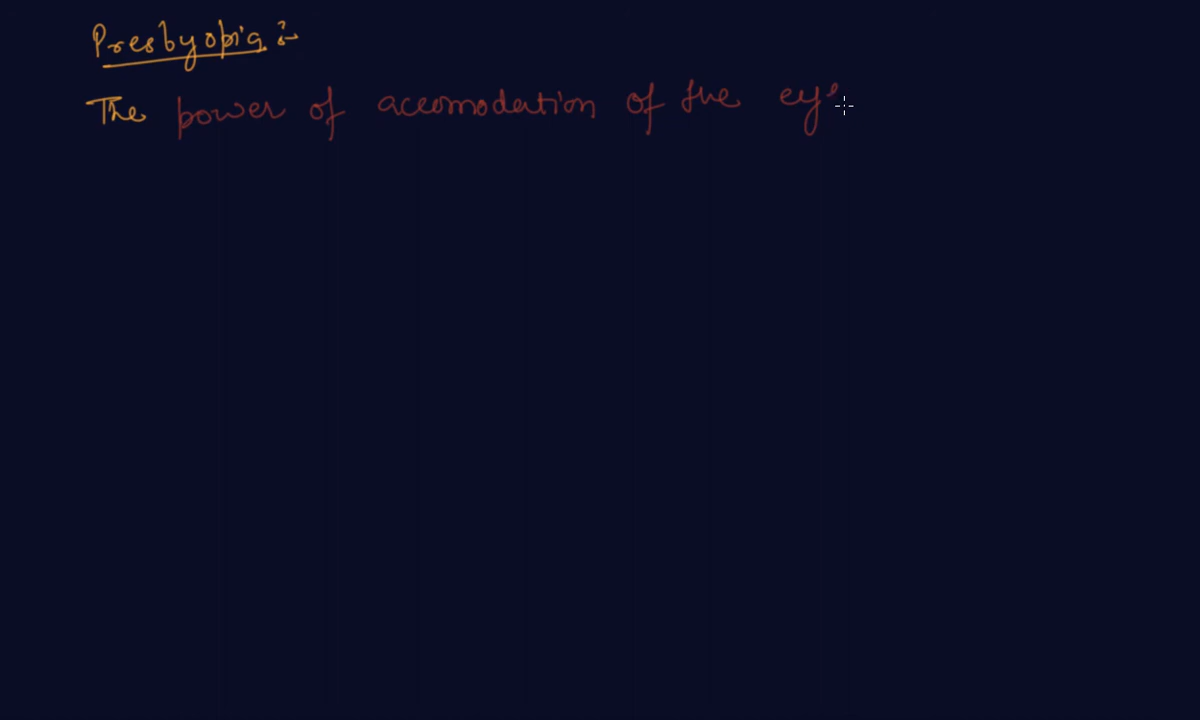 Presbyopia :-
The power of accomodation of the eye